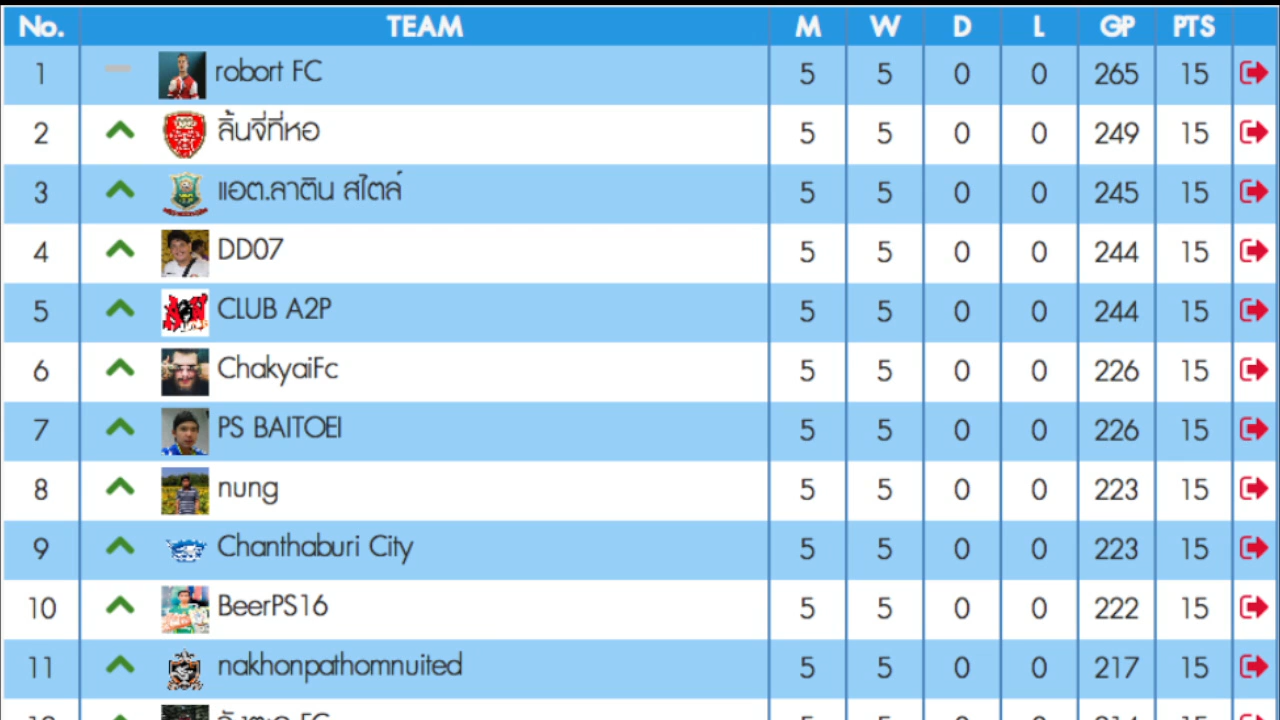 No. TEAM M W D L GP PTS
1 robort FC 5 5 0 0 265 15
2 ลิ้นจี่ที่หอ 5 5 0 0 249 15
3 แอต.ลาติน สไตล์ 5 5 0 0 245 15
4 DD07 5 5 0 0 244 15
5 CLUB A2P 5 5 0 0 244 15
6 ChakyaiFc 5 5 0 0 226 15
7 PS BAITOEI 5 5 0 0 226 15
8 nung 5 5 0 0 223 15
9 Chanthaburi City 5 5 0 0 223 15
10 BeerPS16 5 5 0 0 222 15
11 nakhonpathomnuited 5 5 0 0 217 15